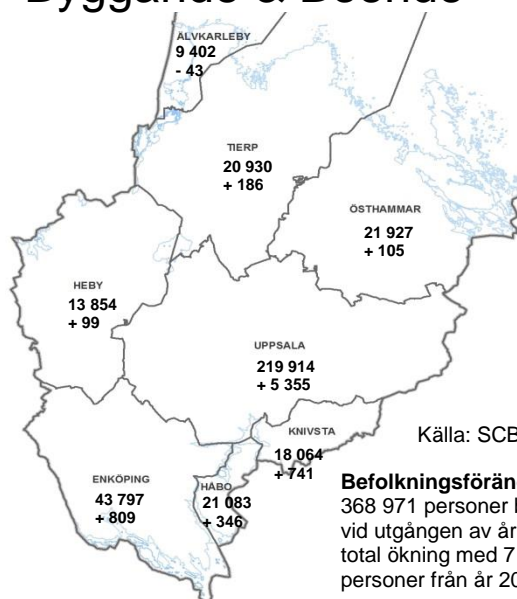 Byggande & Boende
ÄLVKARLEBY
9 402
- 43
TIERP
20 930
+ 186
ÖSTHAMMAR
21 927
+ 105
HEBY
13 854
+ 99
UPPSALA
219 914
+ 5 355
KNIVSTA
18 064
+ 741
Källa: SCB
ENKÖPING
43 797
+ 809
HÅBO
21 083
+ 346
Befolkningsförän
368 971 personer
vid utgången av år
total ökning med 7
personer från år 20